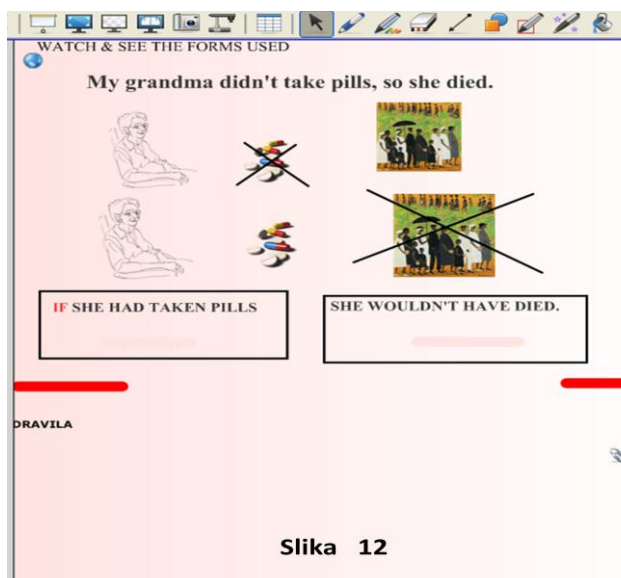 WATCH & SEE THE FORMS USED
My grandma didn't take pills, so she died.
IF SHE HAD TAKEN PILLS
SHE WOULDN'T HAVE DIED.
DRAVILA
Slika 12